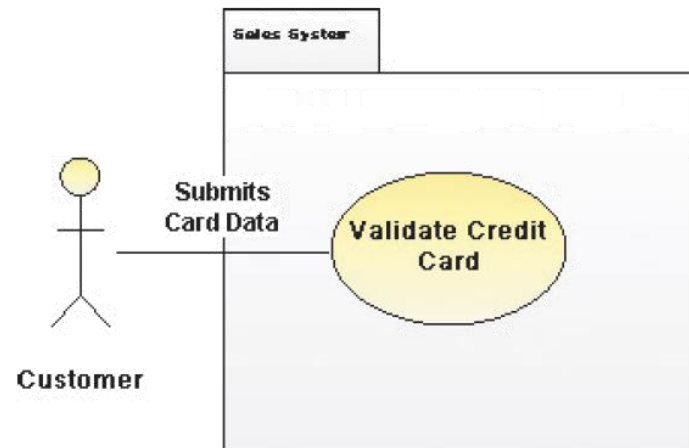 Sales System
Submits
Card Data
Validate Credit
Card
Customer